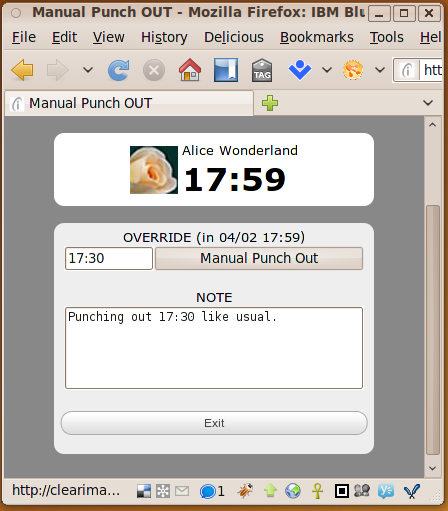 Manual Punch OUT - Mozilla Firefox: IBM Blu
File Edit View History Delicious Bookmarks Tools Hel
TAG
htt
Manual Punch OUT
Alice Wonderland
17:59
OVERRIDE (in 04/02 17:59)
17:30 Manual Punch Out
NOTE
Punching out 17:30 like usual.
Exit
http://clearima... 1